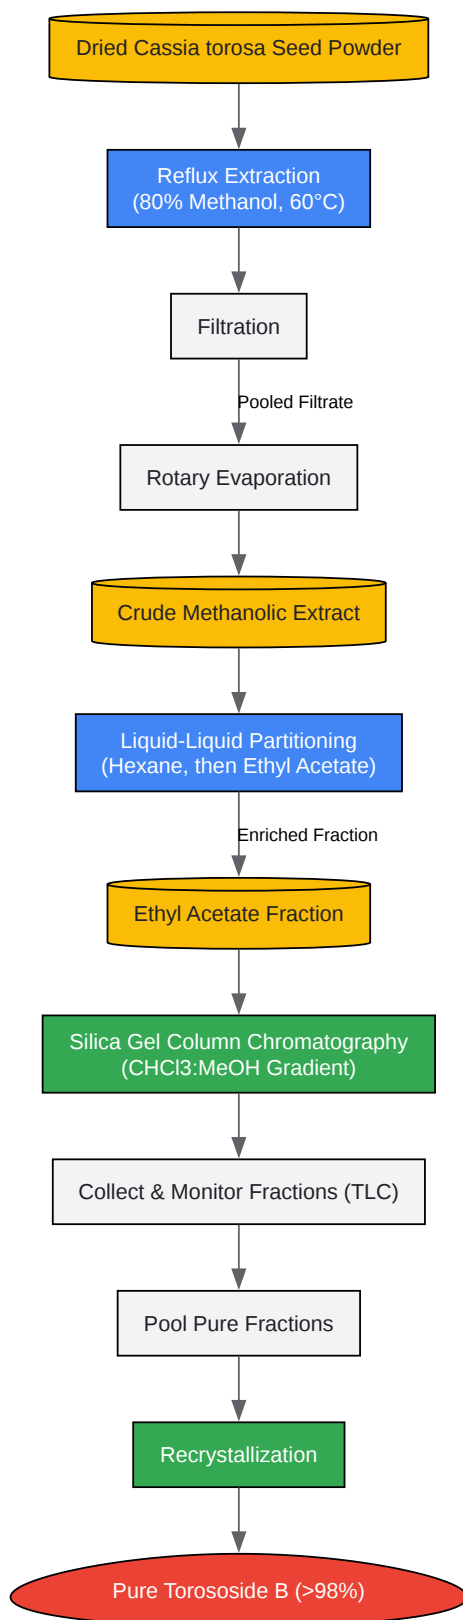 Dried Cassia torosa Seed Powder
Reflux Extraction
(80% Methanol, 60°C)
Filtration
Pooled Filtrate
Rotary Evaporation
Crude Methanolic Extract
Liquid-Liquid Partitioning
(Hexane, then Ethyl Acetate)
Enriched Fraction
Ethyl Acetate Fraction
Silica Gel Column Chromatography
(CHCl3:MeOH Gradient)
Collect & Monitor Fractions (TLC)
Pool Pure Fractions
Recrystallization
Pure Torososide B (>98%)